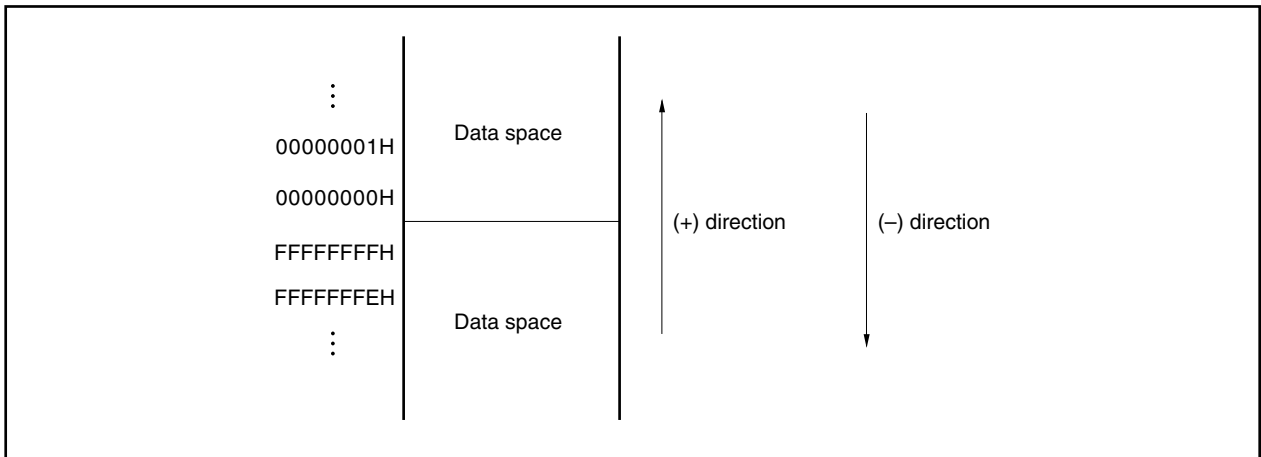 ⋮
00000001H
00000000H
FFFFFFFFH
FFFFFFFEH
⋮
Data space
Data space
(+) direction
(–) direction